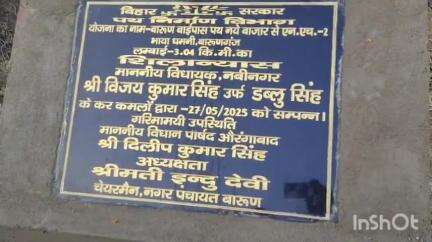 बिहार सरकार
पथ निर्माण विभाग
योजना का नाम-बारूण बाईपास पथ नये बाजार से एन.एच.-2
भाया धमनी, बारूणगंज
लम्बाई-3.04 कि.मी.का
शिलान्यास
माननीय विधायक, नबीनगर
श्री विजय कुमार सिंह उर्फ डब्लु सिंह
के कर कमलों द्वारा -27/05/2025 को सम्पन्न।
गरिमामयी उपस्थिति
माननीय विधान पार्षद औरंगाबाद
श्री दिलीप कुमार सिंह
अध्यक्षता
श्रीमती इन्दु देवी
चेयरमैन, नगर पंचायत बारूण
InShOt